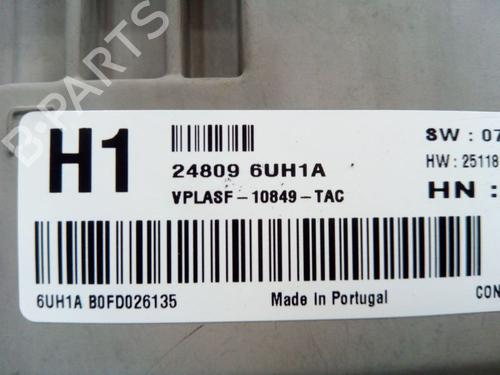 B-PARTS
H1
24809 6UH1A
VPLASF-10849-TAC
SW : 07
HW : 25118
HN :
6UH1A B0FD026135
Made In Portugal
CON